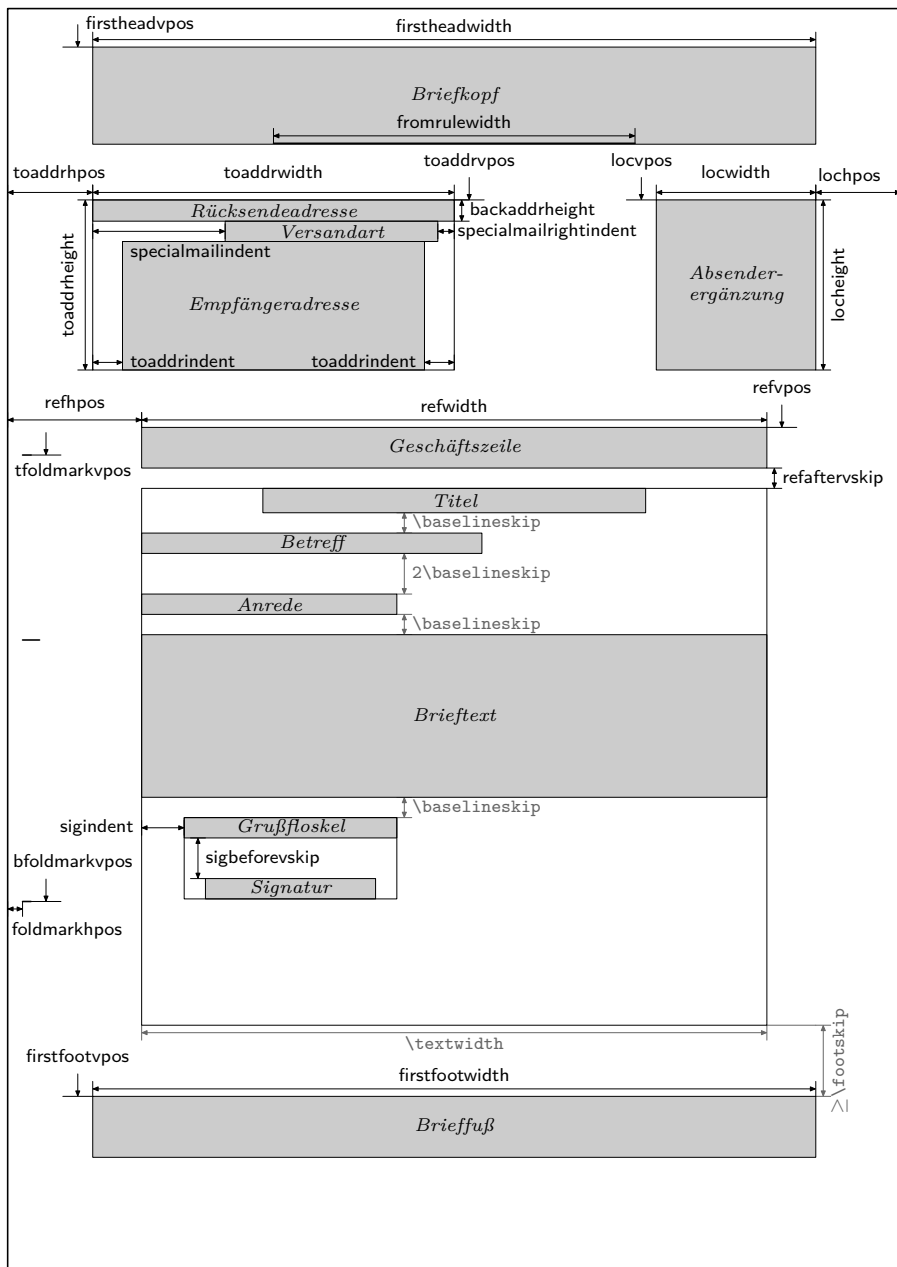 firstheadvpos
firstheadwidth
Briefkopf
fromrulewidth
toaddrhpos
toaddrwidth
toaddrvpos
locvpos
locwidth
lochpos
Rücksendeadresse
backaddrheight
Versandart
specialmailrightindent
specialmailindent
toaddrheight
Empfängeradresse
toaddrindent
toaddrindent
Absender-
ergänzung
locheight
refhpos
refwidth
refvpos
Geschäftszeile
tfoldmarkvpos
refaftervskip
Titel
\baselineskip
Betreff
2\baselineskip
Anrede
\baselineskip
Brieftext
\baselineskip
sigindent
Grußfloskel
sigbeforevskip
bfoldmarkvpos
Signatur
foldmarkhpos
\textwidth
≥\footskip
firstfootvpos
firstfootwidth
Brieffuß